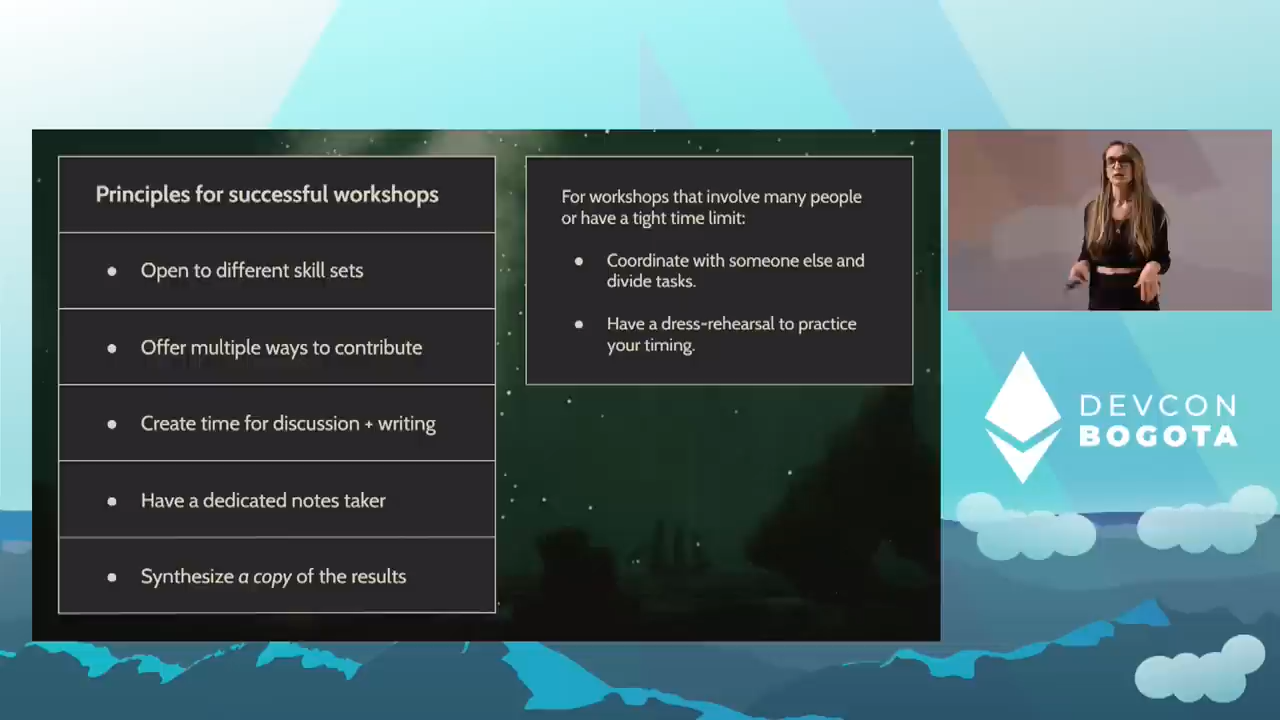 Principles for successful workshops
● Open to different skill sets
● Offer multiple ways to contribute
● Create time for discussion + writing
● Have a dedicated notes taker
● Synthesize a copy of the results
For workshops that involve many people
or have a tight time limit:
● Coordinate with someone else and
divide tasks.
● Have a dress-rehearsal to practice
your timing.
DEVCON
BOGOTA